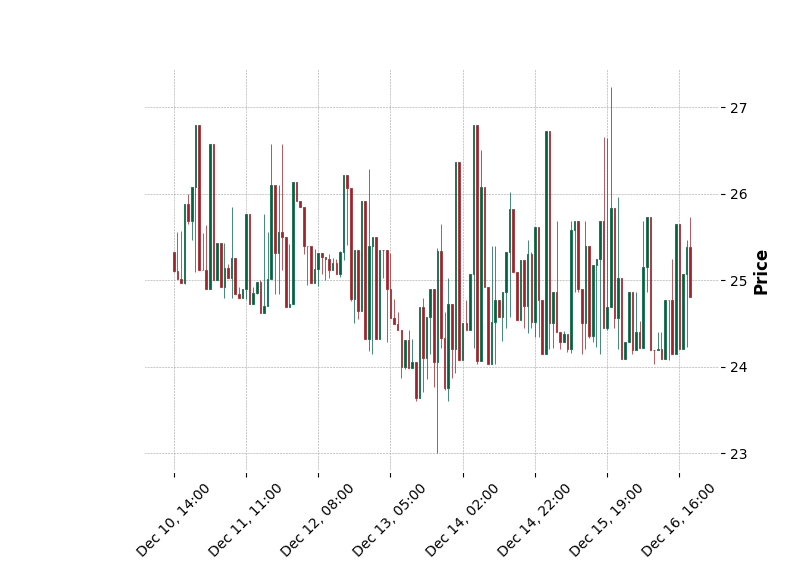 27
26
25
24
23
Price
Dec 10, 14:00
Dec 11, 11:00
Dec 12, 08:00
Dec 13, 05:00
Dec 14, 02:00
Dec 14, 22:00
Dec 15, 19:00
Dec 16, 16:00